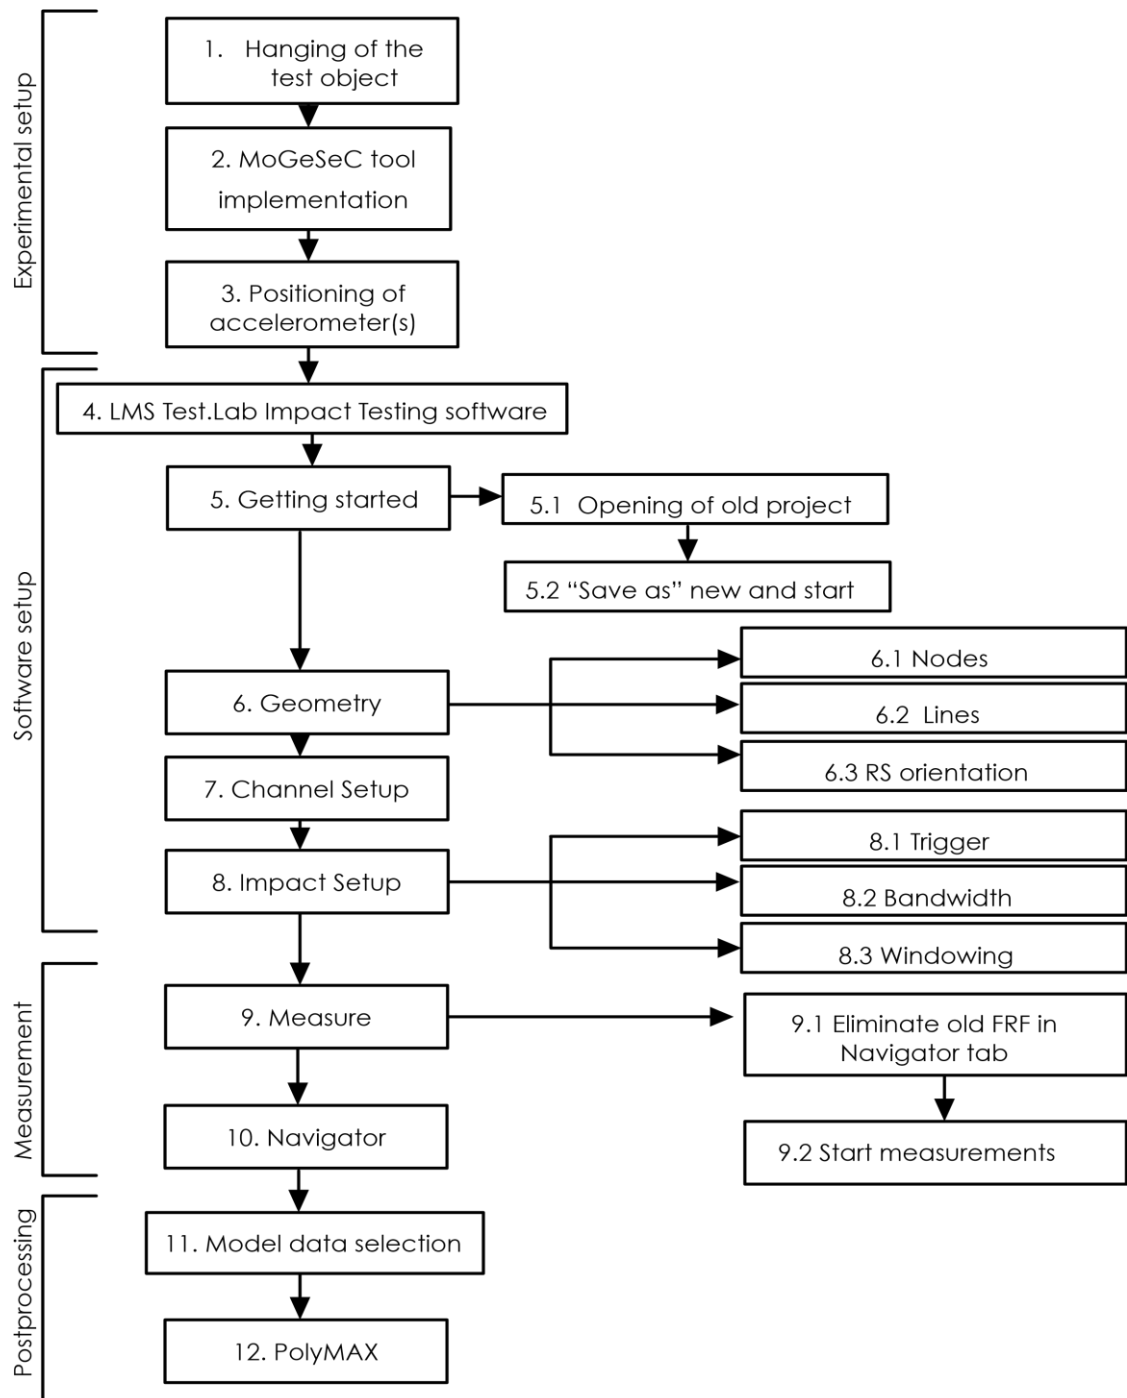 Experimental setup
1. Hanging of the
test object
2. MoGeSeC tool
implementation
3. Positioning of
accelerometer(s)
Software setup
4. LMS Test.Lab Impact Testing software
5. Getting started
5.1 Opening of old project
5.2 “Save as” new and start
6. Geometry
6.1 Nodes
6.2 Lines
6.3 RS orientation
7. Channel Setup
8. Impact Setup
8.1 Trigger
8.2 Bandwidth
8.3 Windowing
Measurement
9. Measure
9.1 Eliminate old FRF in
Navigator tab
9.2 Start measurements
10. Navigator
Postprocessing
11. Model data selection
12. PolyMAX